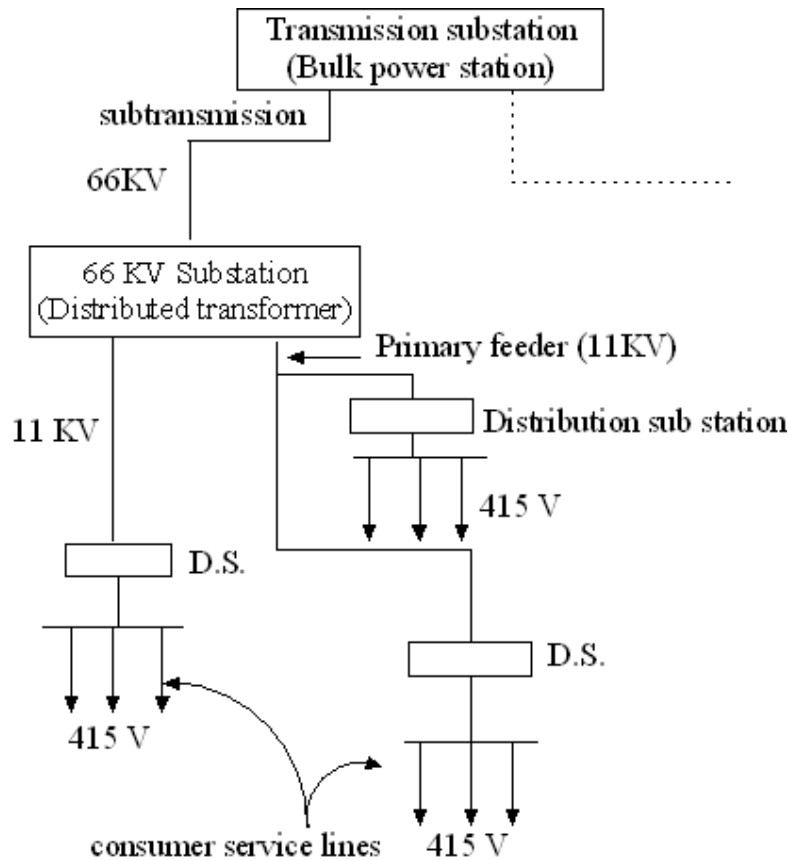 Transmission substation
(Bulk power station)
subtransmission
66KV
66 KV Substation
(Distributed transformer)
Primary feeder (11KV)
11 KV
Distribution sub station
415 V
D.S.
D.S.
415 V
consumer service lines
415 V